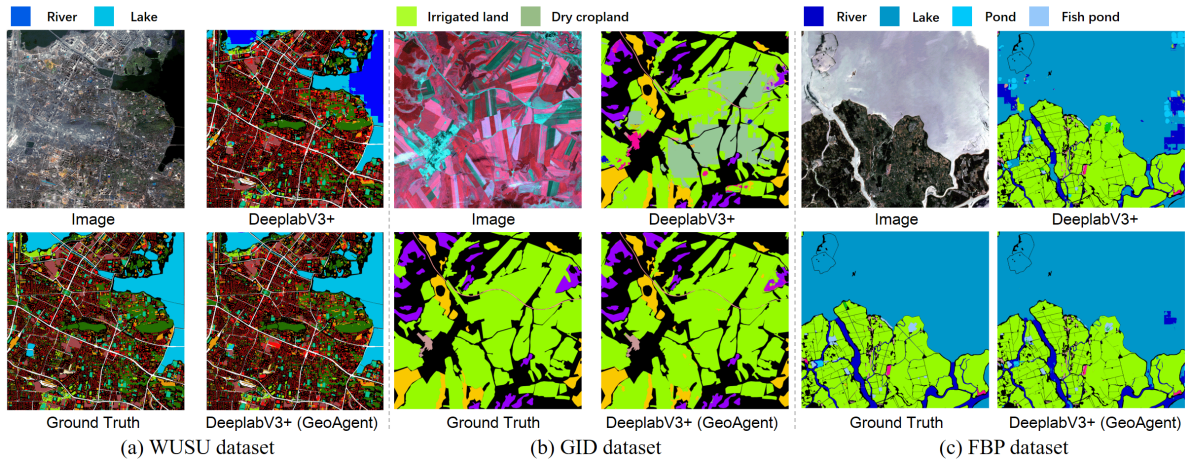 River Lake Irrigated land Dry cropland River Lake Pond Fish pond
Image DeeplabV3+ Image DeeplabV3+ Image DeeplabV3+
Ground Truth DeeplabV3+ (GeoAgent) Ground Truth DeeplabV3+ (GeoAgent) Ground Truth DeeplabV3+ (GeoAgent)
(a) WUSU dataset (b) GID dataset (c) FBP dataset